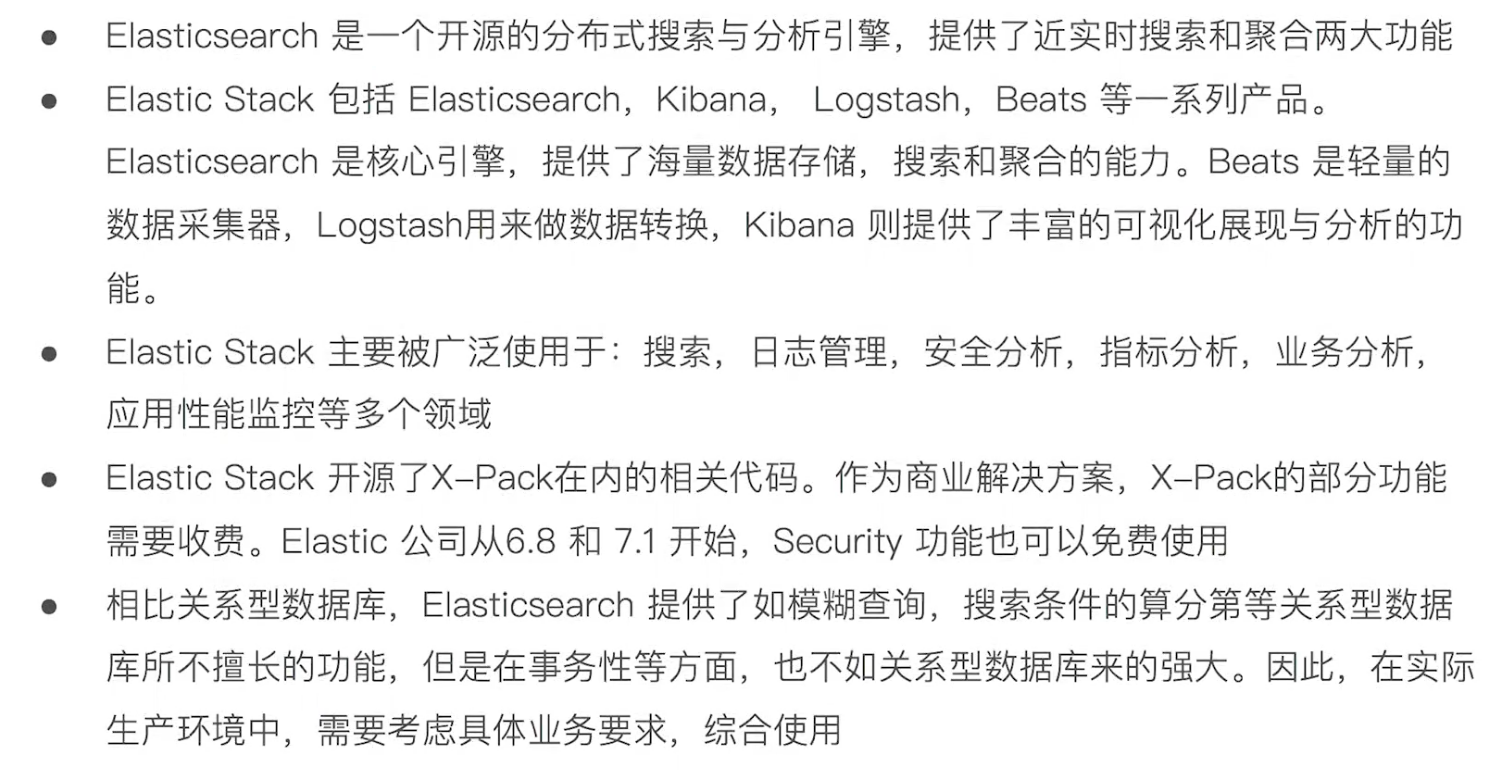 ● Elasticsearch 是一个开源的分布式搜索与分析引擎，提供了近实时搜索和聚合两大功能
● Elastic Stack 包括 Elasticsearch，Kibana， Logstash，Beats 等一系列产品。
Elasticsearch 是核心引擎，提供了海量数据存储，搜索和聚合的能力。Beats 是轻量的
数据采集器，Logstash用来做数据转换，Kibana 则提供了丰富的可视化展现与分析的功
能。
● Elastic Stack 主要被广泛使用于：搜索，日志管理，安全分析，指标分析，业务分析，
应用性能监控等多个领域
● Elastic Stack 开源了X-Pack在内的相关代码。作为商业解决方案，X-Pack的部分功能
需要收费。Elastic 公司从6.8 和 7.1 开始，Security 功能也可以免费使用
● 相比关系型数据库，Elasticsearch 提供了如模糊查询，搜索条件的算分第等关系型数据
库所不擅长的功能，但是在事务性等方面，也不如关系型数据库来的强大。因此，在实际
生产环境中，需要考虑具体业务要求，综合使用